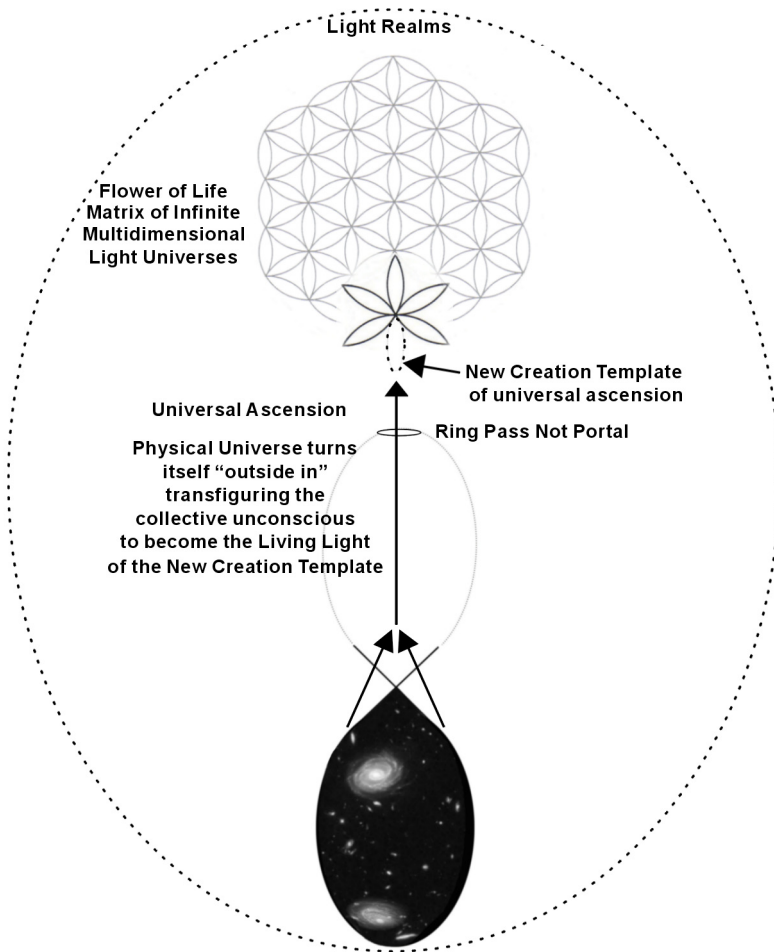 Light Realms
Flower of Life
Matrix of Infinite
Multidimensional
Light Universes
New Creation Template
of universal ascension
Universal Ascension
Ring Pass Not Portal
Physical Universe turns
itself “outside in”
transfiguring the
collective unconscious
to become the Living Light
of the New Creation Template